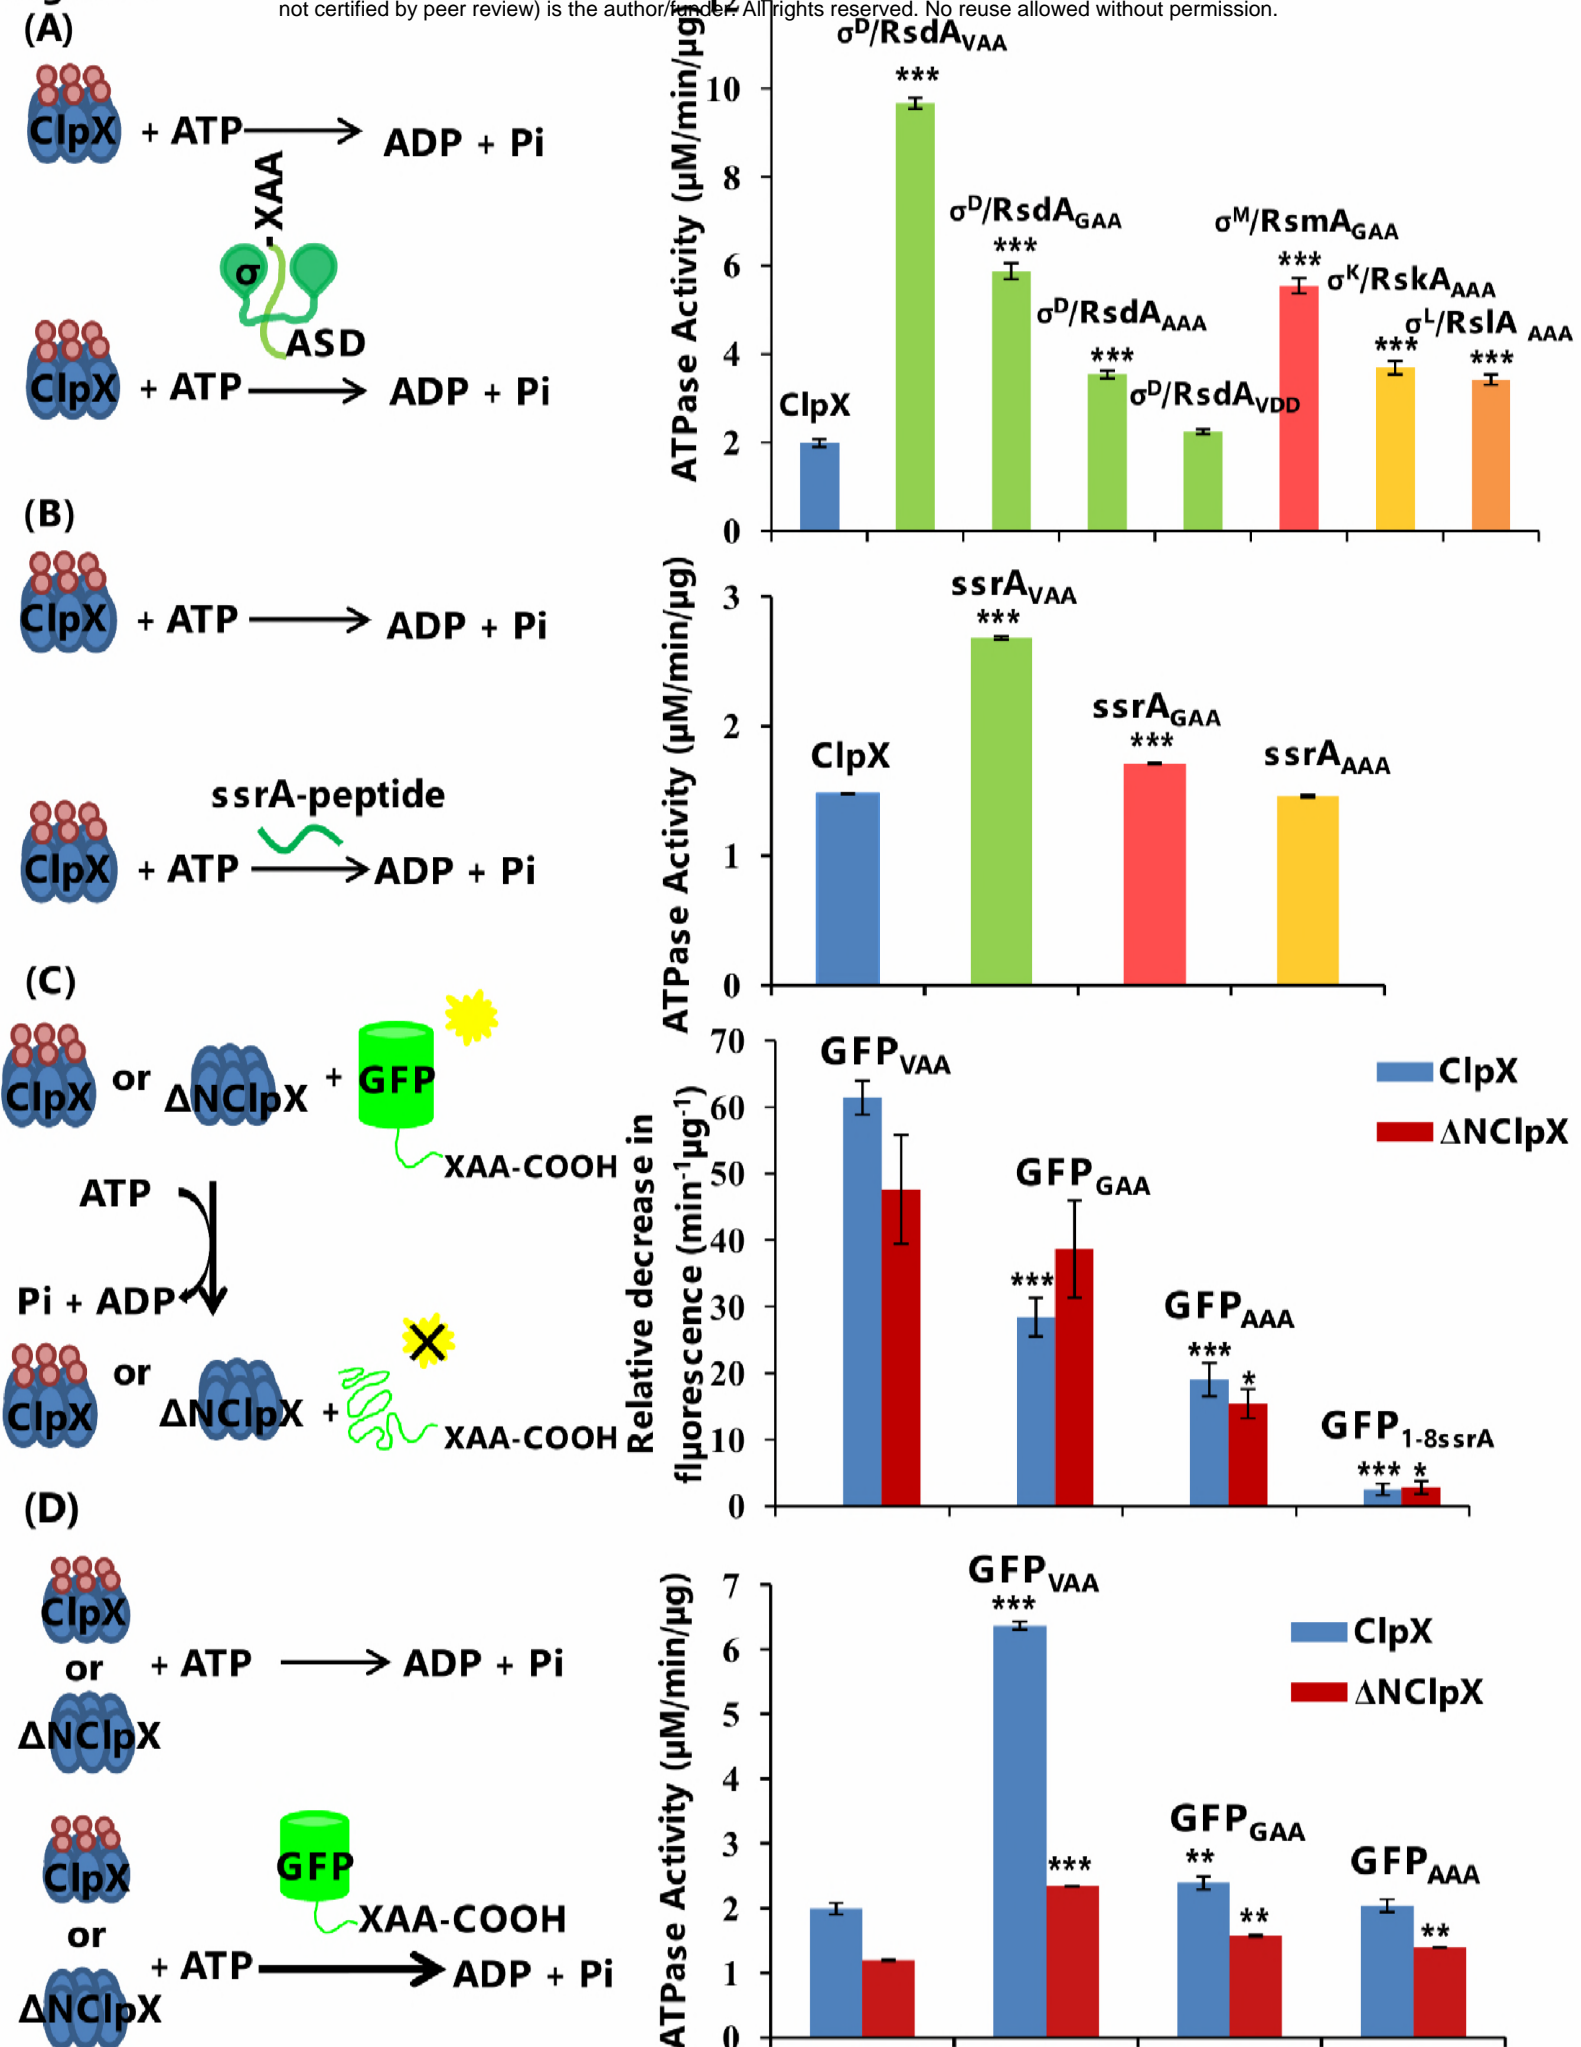 not certified by peer review) is the author/funder. All rights reserved. No reuse allowed without permission.
(A)
ClpX + ATP ADP + Pi
-XAA
σ
ASD
ClpX + ATP ADP + Pi
ATPase Activity (µM/min/µg)
12
10
8
6
4
2
0
ClpX
σD/RsdAVAA
***
σD/RsdAGAA
***
σD/RsdAAAA
***
σD/RsdAVDD
σM/RsmAGAA
***
σK/RskAAAA
***
σL/RslA AAA
***
(B)
ClpX + ATP ADP + Pi
ssrA-peptide
ClpX + ATP ADP + Pi
ATPase Activity (µM/min/µg)
3
2
1
0
ClpX
ssrAVAA
***
ssrAGAA
***
ssrAAAA
(C)
ClpX or ΔNClpX + GFP
XAA-COOH
ATP
Pi + ADP
ClpX or ΔNClpX +
XAA-COOH
Relative decrease in
flµorescence (min-1µg-1)
70
60
50
40
30
20
10
0
GFPVAA
GFPGAA
***
GFPAAA
*** *
GFP1-8ssrA
*** *
ClpX
ΔNClpX
(D)
ClpX
or + ATP ADP + Pi
ΔNClpX
ClpX
GFP
XAA-COOH
or
+ ATP ADP + Pi
ΔNClpX
ATPase Activity (µM/min/µg)
7
6
5
4
3
2
1
0
GFPVAA
***
***
GFPGAA
**
**
GFPAAA
**
ClpX
ΔNClpX